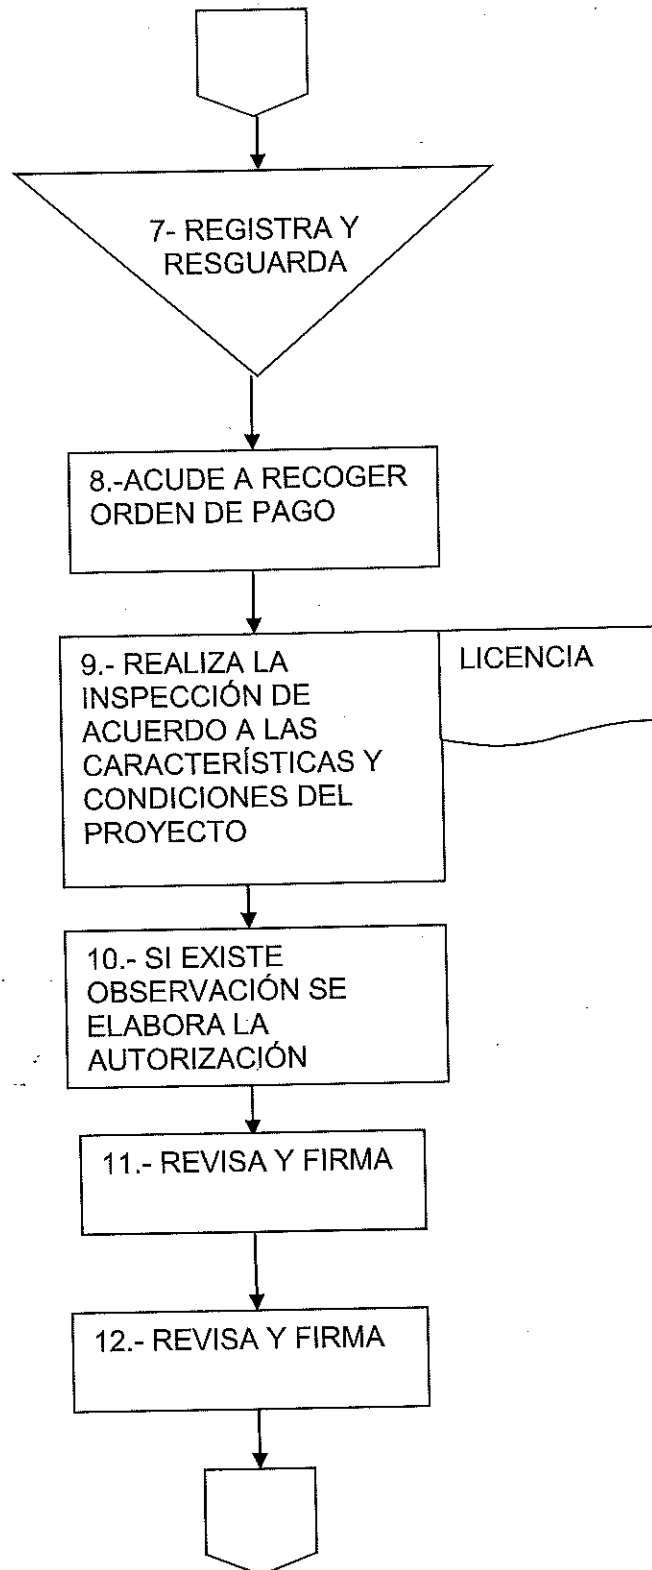 7- REGISTRA Y
RESGUARDA
8.-ACUDE A RECOGER
ORDEN DE PAGO
9.- REALIZA LA
INSPECCIÓN DE
ACUERDO A LAS
CARACTERÍSTICAS Y
CONDICIONES DEL
PROYECTO
LICENCIA
10.- SI EXISTE
OBSERVACIÓN SE
ELABORA LA
AUTORIZACIÓN
11.- REVISA Y FIRMA
12.- REVISA Y FIRMA